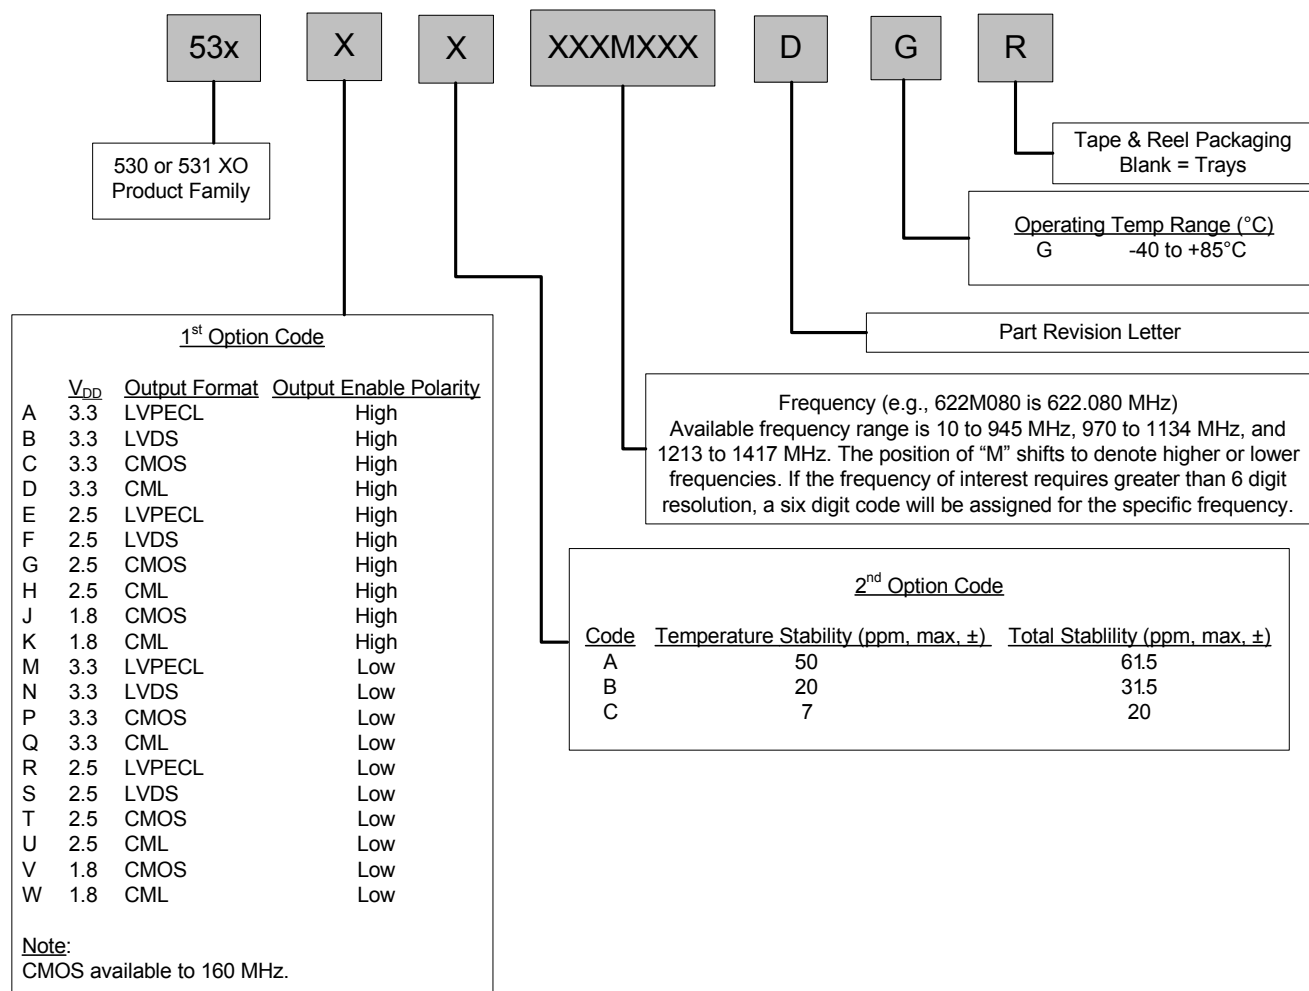 53x X X XXXMXXX D G R
530 or 531 XO
Product Family
Tape & Reel Packaging
Blank = Trays
Operating Temp Range (°C)
G -40 to +85°C
Part Revision Letter
Frequency (e.g., 622M080 is 622.080 MHz)
Available frequency range is 10 to 945 MHz, 970 to 1134 MHz, and
1213 to 1417 MHz. The position of “M” shifts to denote higher or lower
frequencies. If the frequency of interest requires greater than 6 digit
resolution, a six digit code will be assigned for the specific frequency.
1st Option Code
VDD Output Format Output Enable Polarity
A 3.3 LVPECL High
B 3.3 LVDS High
C 3.3 CMOS High
D 3.3 CML High
E 2.5 LVPECL High
F 2.5 LVDS High
G 2.5 CMOS High
H 2.5 CML High
J 1.8 CMOS High
K 1.8 CML High
M 3.3 LVPECL Low
N 3.3 LVDS Low
P 3.3 CMOS Low
Q 3.3 CML Low
R 2.5 LVPECL Low
S 2.5 LVDS Low
T 2.5 CMOS Low
U 2.5 CML Low
V 1.8 CMOS Low
W 1.8 CML Low
Note:
CMOS available to 160 MHz.
2nd Option Code
Code Temperature Stability (ppm, max, ±) Total Stablility (ppm, max, ±)
A 50 61.5
B 20 31.5
C 7 20